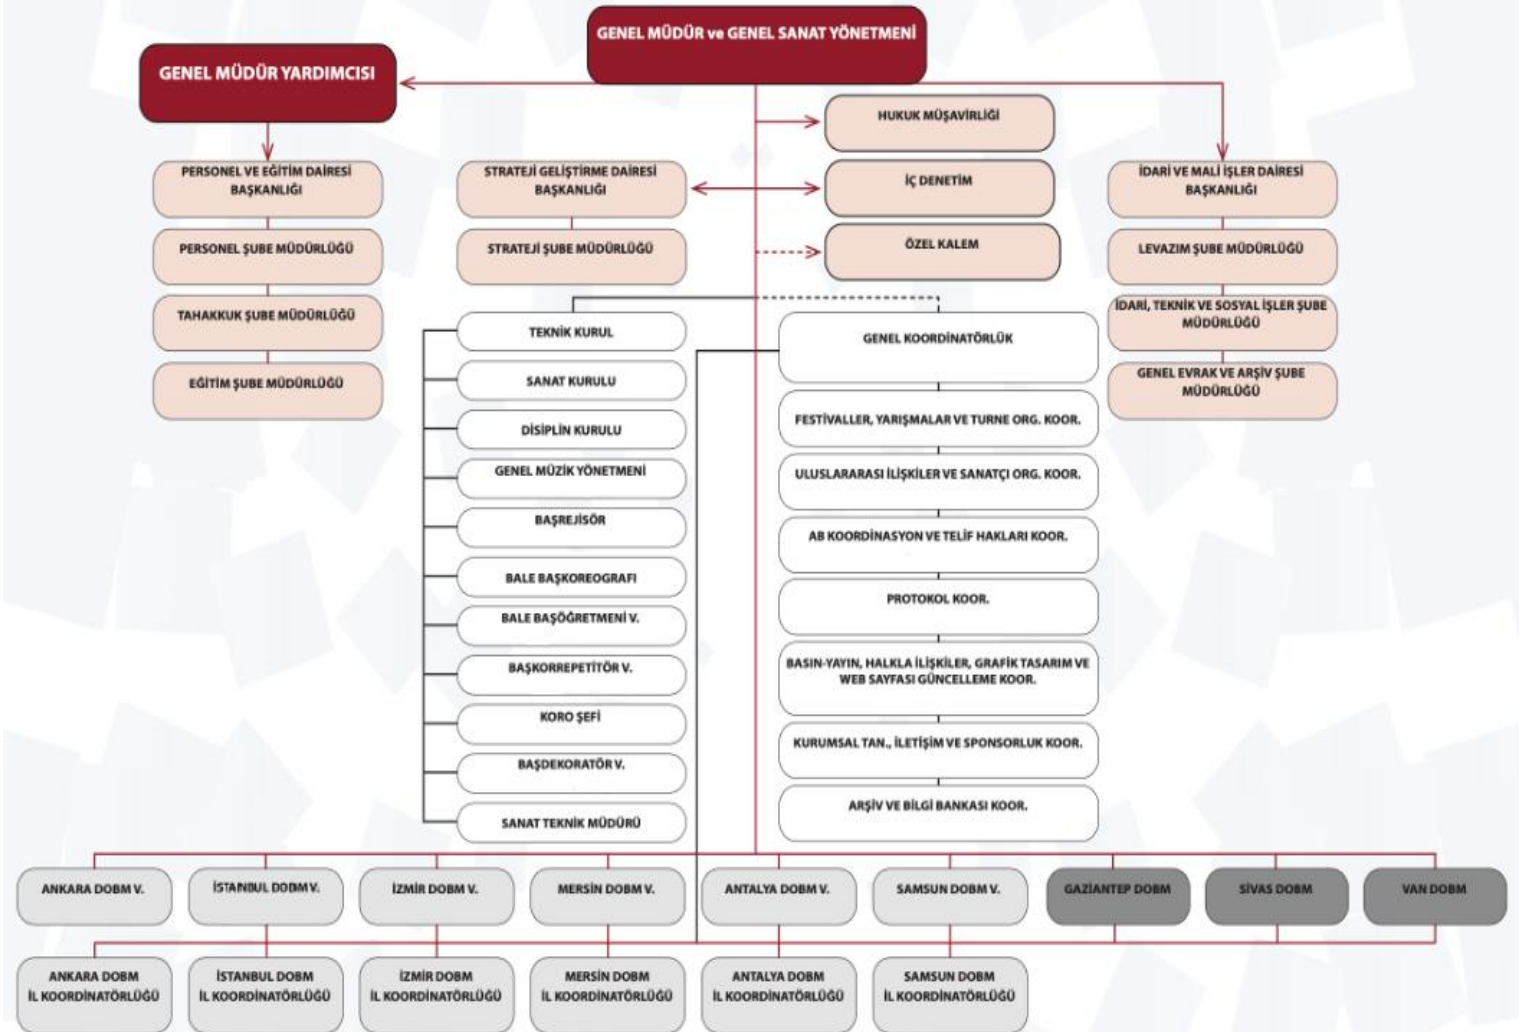 GENEL MÜDÜR ve GENEL SANAT YÖNETMENİ
GENEL MÜDÜR YARDIMCISI
HUKUK MÜŞAVİRLİĞİ
PERSONEL VE EĞİTİM DAİRESİ
BAŞKANLIĞI
STRATEJİ GELİŞTİRME DAİRESİ
BAŞKANLIĞI
İÇ DENETİM
İDARİ VE MALİ İŞLER DAİRESİ
BAŞKANLIĞI
PERSONEL ŞUBE MÜDÜRLÜĞÜ
STRATEJİ ŞUBE MÜDÜRLÜĞÜ
ÖZEL KALEM
LEVAZIM ŞUBE MÜDÜRLÜĞÜ
TAHAKKUK ŞUBE MÜDÜRLÜĞÜ
İDARİ, TEKNİK VE SOSYAL İŞLER ŞUBE
MÜDÜRLÜĞÜ
EĞİTİM ŞUBE MÜDÜRLÜĞÜ
GENEL EVRAK VE ARŞİV ŞUBE
MÜDÜRLÜĞÜ
TEKNİK KURUL
SANAT KURULU
DİSİPLİN KURULU
GENEL MÜZİK YÖNETMENİ
BAŞREJİSÖR
BALE BAŞKOREOGRAFI
BALE BAŞÖĞRETMENİ V.
BAŞKORREPETİTÖR V.
KORO ŞEFİ
BAŞDEKORATÖR V.
SANAT TEKNİK MÜDÜRÜ
GENEL KOORDİNATÖRLÜK
FESTİVALLER, YARIŞMALAR VE TURNE ORG. KOOR.
ULUSLARARASI İLİŞKİLER VE SANATÇI ORG. KOOR.
AB KOORDİNASYON VE TELİF HAKLARI KOOR.
PROTOKOL KOOR.
BASIN-YAYIN, HALKLA İLİŞKİLER, GRAFİK TASARIM VE
WEB SAYFASI GÜNCELLEME KOOR.
KURUMSAL TAN., İLETİŞİM VE SPONSORLUK KOOR.
ARŞİV VE BİLGİ BANKASI KOOR.
ANKARA DOBM V.
İSTANBUL DOBM V.
İZMİR DOBM V.
MERSİN DOBM V.
ANTALYA DOBM V.
SAMSUN DOBM V.
GAZİANTEP DOBM
SİVAS DOBM
VAN DOBM
ANKARA DOBM
İL KOORDİNATÖRLÜĞÜ
İSTANBUL DOBM
İL KOORDİNATÖRLÜĞÜ
İZMİR DOBM
İL KOORDİNATÖRLÜĞÜ
MERSİN DOBM
İL KOORDİNATÖRLÜĞÜ
ANTALYA DOBM
İL KOORDİNATÖRLÜĞÜ
SAMSUN DOBM
İL KOORDİNATÖRLÜĞÜ